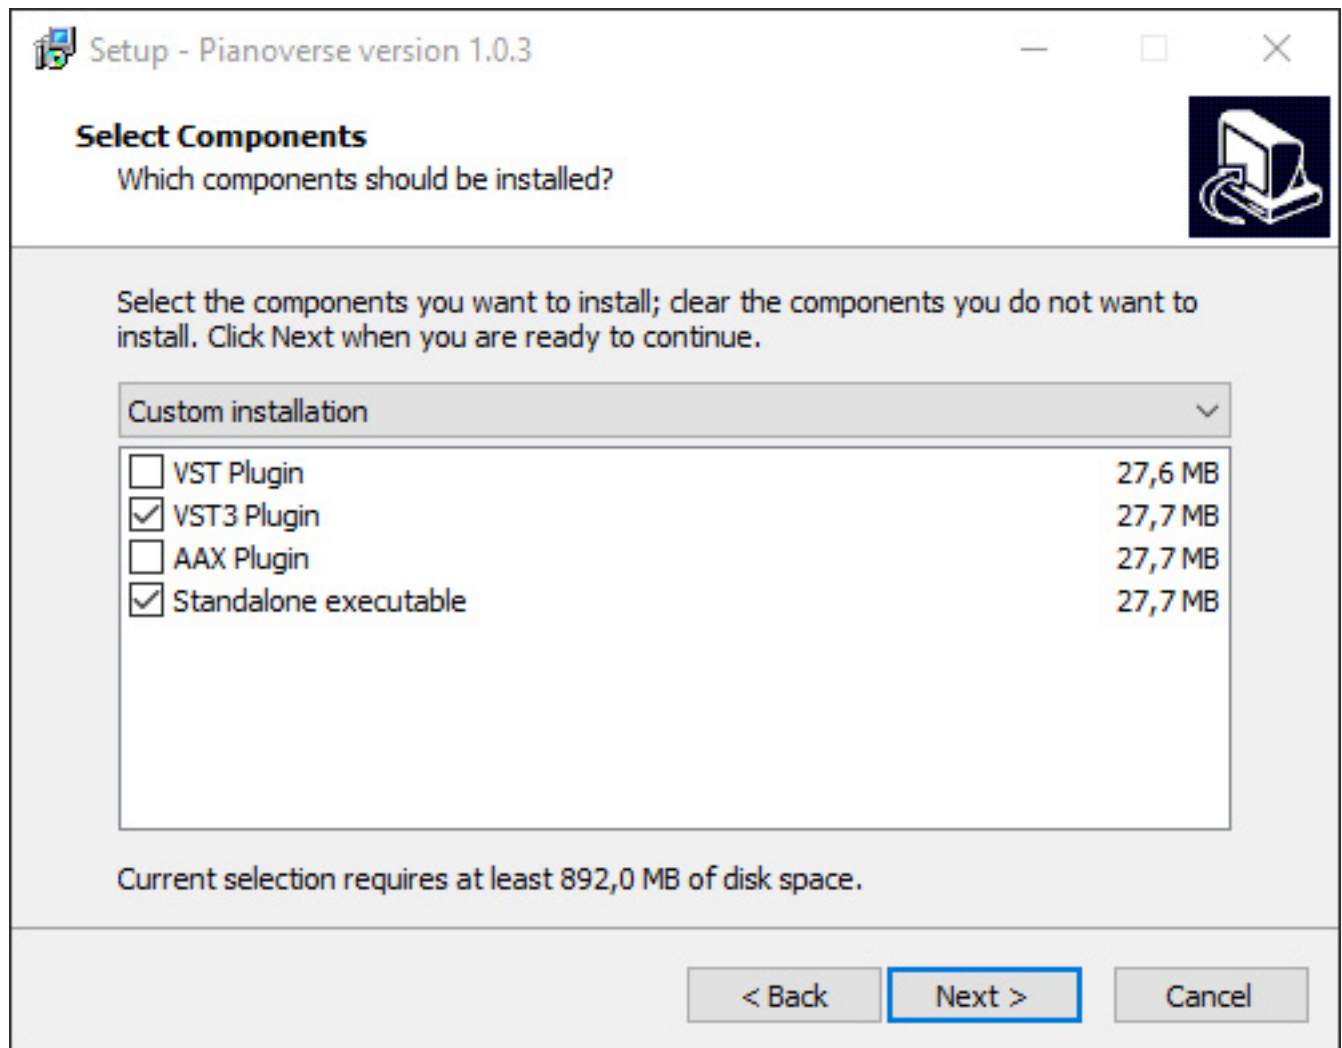 Setup - Pianoverse version 1.0.3
Select Components
Which components should be installed?
Select the components you want to install; clear the components you do not want to
install. Click Next when you are ready to continue.
Custom installation
VST Plugin 27,6 MB
VST3 Plugin 27,7 MB
AAX Plugin 27,7 MB
Standalone executable 27,7 MB
Current selection requires at least 892,0 MB of disk space.
< Back Next > Cancel